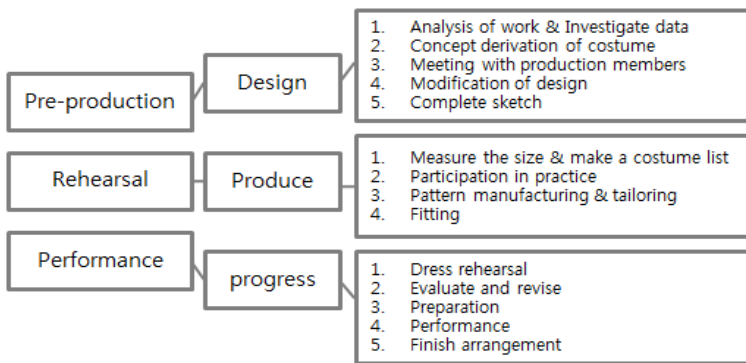 Pre-production
Design
1. Analysis of work & Investigate data
2. Concept derivation of costume
3. Meeting with production members
4. Modification of design
5. Complete sketch
Rehearsal
Produce
1. Measure the size & make a costume list
2. Participation in practice
3. Pattern manufacturing & tailoring
4. Fitting
Performance
progress
1. Dress rehearsal
2. Evaluate and revise
3. Preparation
4. Performance
5. Finish arrangement